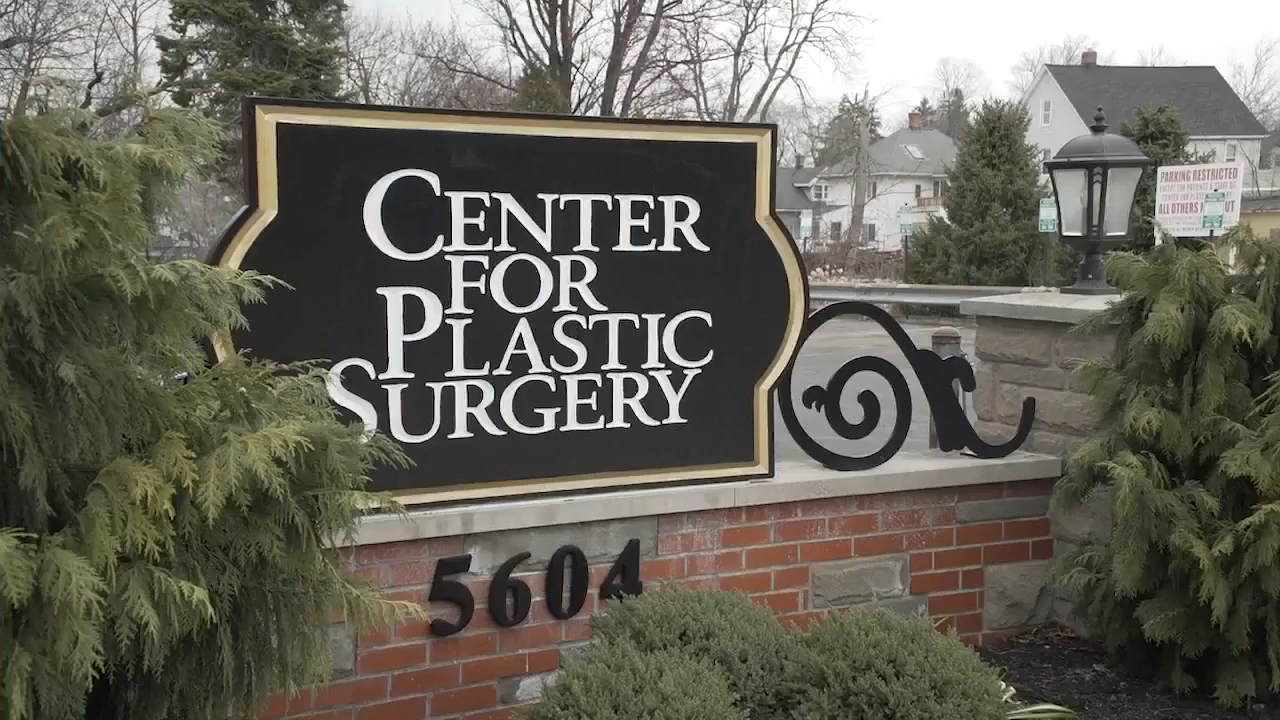 CENTER
FOR
PLASTIC
SURGERY
5604
PARKING RESTRICTED
ALL OTHERS